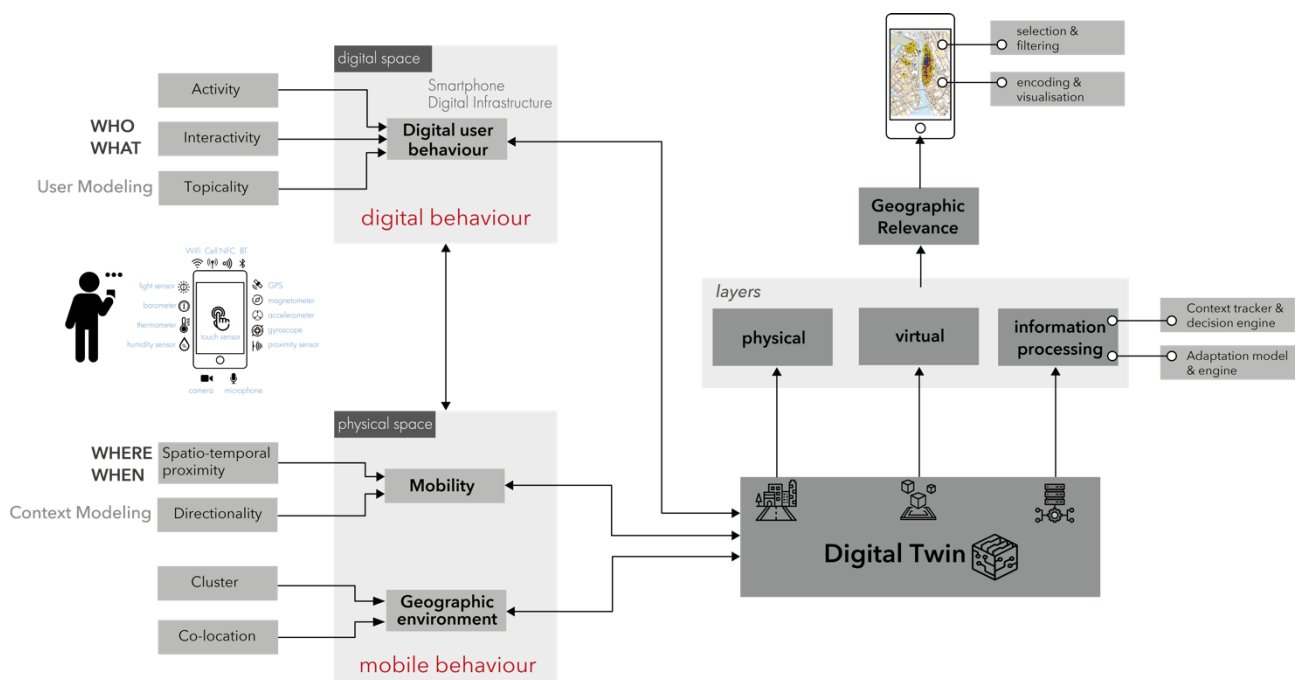 digital space
Smartphone
Digital Infrastructure
Activity
WHO
WHAT
Interactivity
User Modeling
Topicality
Digital user
behaviour
digital behaviour
Wifi Cell NFC BT
light sensor
barometer
thermometer
humidity sensor
touch sensor
GPS
magnetometer
accelerometer
gyroscope
proximity sensor
camera
microphone
physical space
WHERE
WHEN
Spatio-temporal
proximity
Context Modeling
Directionality
Mobility
Cluster
Co-location
Geographic
environment
mobile behaviour
selection &
filtering
encoding &
visualisation
Geographic
Relevance
layers
physical
virtual
information
processing
Context tracker &
decision engine
Adaptation model
& engine
Digital Twin